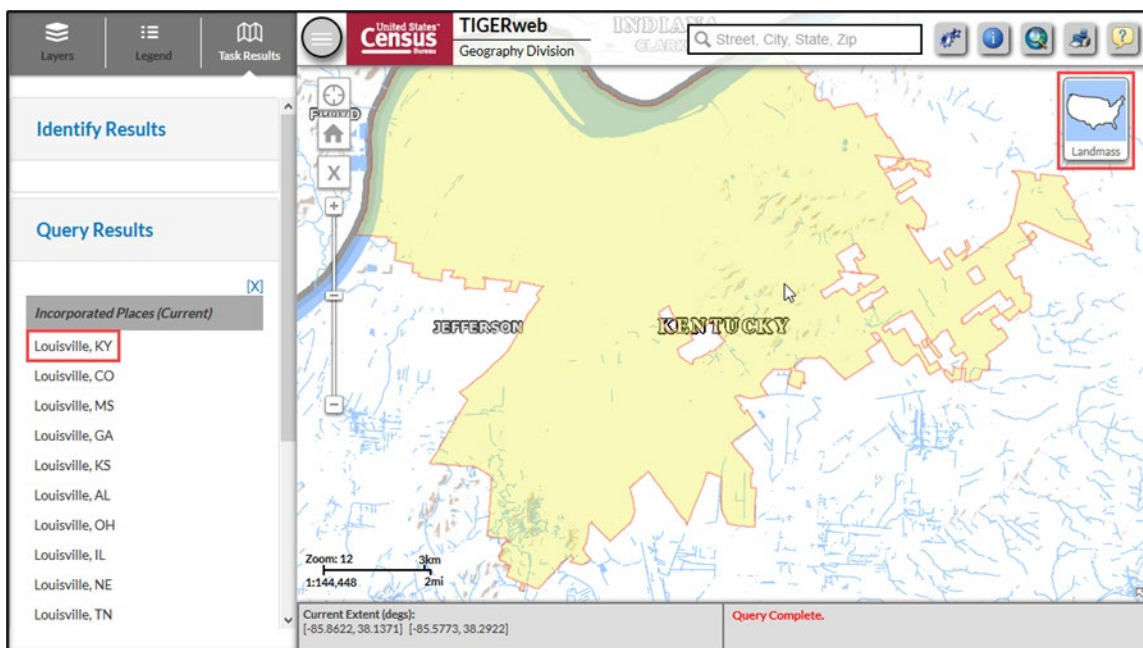 Layers
Legend
Task Results
United States®
Census
Bureau
TIGERweb
Geography Division
INDIANA
CLARK
Street, City, State, Zip
Landmass
FLOYD
X
Identify Results
Query Results
[X]
Incorporated Places (Current)
Louisville, KY
Louisville, CO
Louisville, MS
Louisville, GA
Louisville, KS
Louisville, AL
Louisville, OH
Louisville, IL
Louisville, NE
Louisville, TN
JEFFERSON
KENTUCKY
Zoom: 12
3km
1:144,448
2mi
Current Extent (degs):
[-85.8622, 38.1371] [-85.5773, 38.2922]
Query Complete.